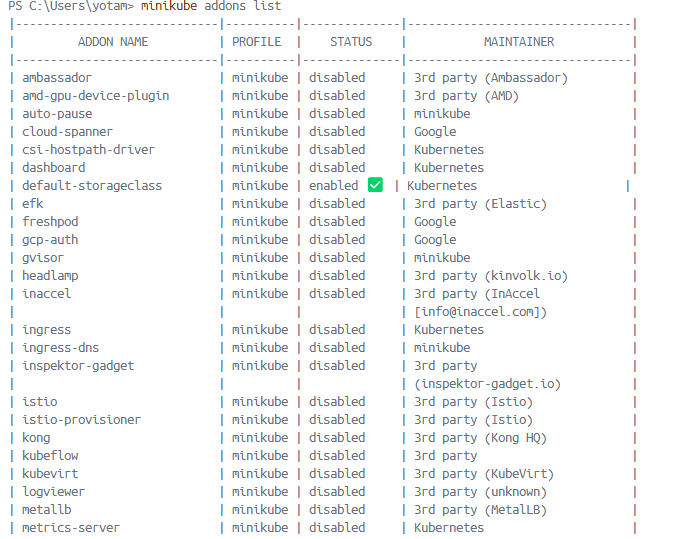 PS C:\Users\yotam> minikube addons list
|-----------------------------|----------|--------------|--------------------------------|
|         ADDON NAME          | PROFILE  |    STATUS    |           MAINTAINER           |
|-----------------------------|----------|--------------|--------------------------------|
| ambassador                  | minikube | disabled     | 3rd party (Ambassador)         |
| amd-gpu-device-plugin       | minikube | disabled     | 3rd party (AMD)                |
| auto-pause                  | minikube | disabled     | minikube                       |
| cloud-spanner               | minikube | disabled     | Google                         |
| csi-hostpath-driver         | minikube | disabled     | Kubernetes                     |
| dashboard                   | minikube | disabled     | Kubernetes                     |
| default-storageclass        | minikube | enabled ✅   | Kubernetes                     |
| efk                         | minikube | disabled     | 3rd party (Elastic)            |
| freshpod                    | minikube | disabled     | Google                         |
| gcp-auth                    | minikube | disabled     | Google                         |
| gvisor                      | minikube | disabled     | minikube                       |
| headlamp                    | minikube | disabled     | 3rd party (kinvolk.io)         |
| inaccel                     | minikube | disabled     | 3rd party (InAccel             |
|                             |          |              | [info@inaccel.com])            |
| ingress                     | minikube | disabled     | Kubernetes                     |
| ingress-dns                 | minikube | disabled     | minikube                       |
| inspektor-gadget            | minikube | disabled     | 3rd party                      |
|                             |          |              | (inspektor-gadget.io)          |
| istio                       | minikube | disabled     | 3rd party (Istio)              |
| istio-provisioner           | minikube | disabled     | 3rd party (Istio)              |
| kong                        | minikube | disabled     | 3rd party (Kong HQ)            |
| kubeflow                    | minikube | disabled     | 3rd party                      |
| kubevirt                    | minikube | disabled     | 3rd party (KubeVirt)           |
| logviewer                   | minikube | disabled     | 3rd party (unknown)            |
| metallb                     | minikube | disabled     | 3rd party (MetalLB)            |
| metrics-server              | minikube | disabled     | Kubernetes                     |